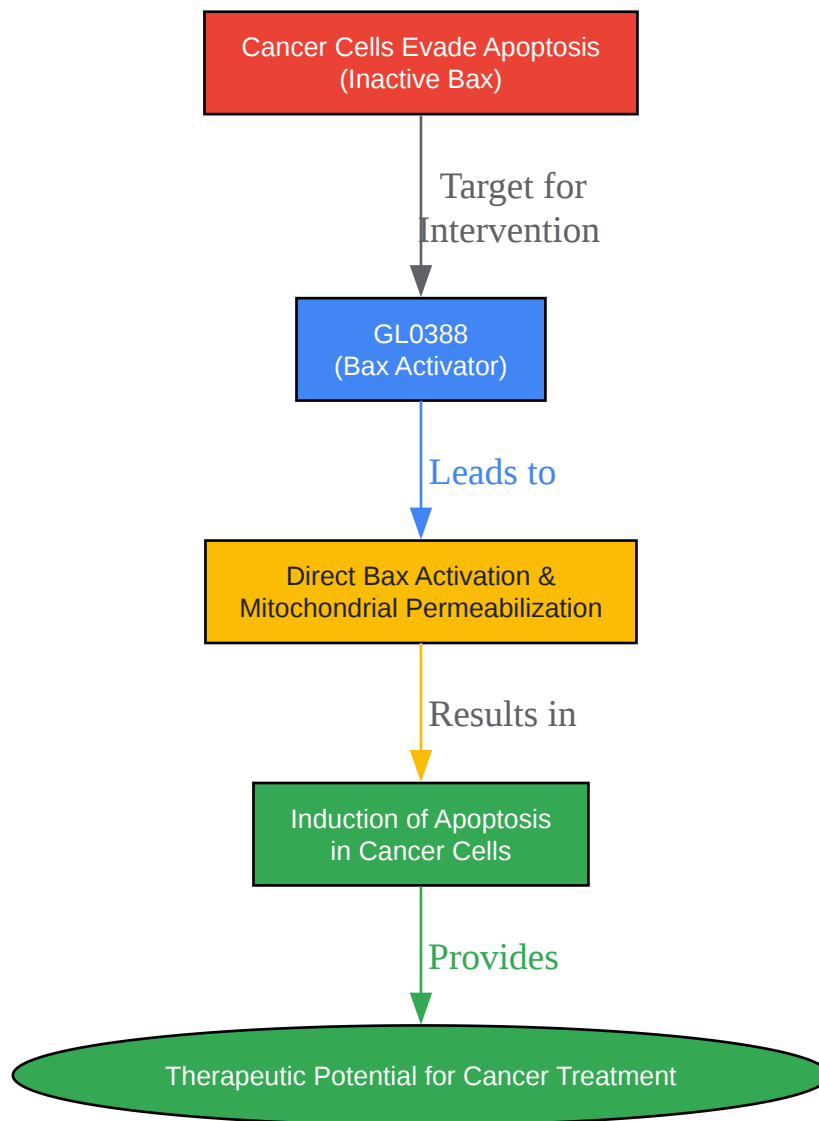 Cancer Cells Evade Apoptosis
(Inactive Bax)
Target for
Intervention
GL0388
(Bax Activator)
Leads to
Direct Bax Activation &
Mitochondrial Permeabilization
Results in
Induction of Apoptosis
in Cancer Cells
Provides
Therapeutic Potential for Cancer Treatment